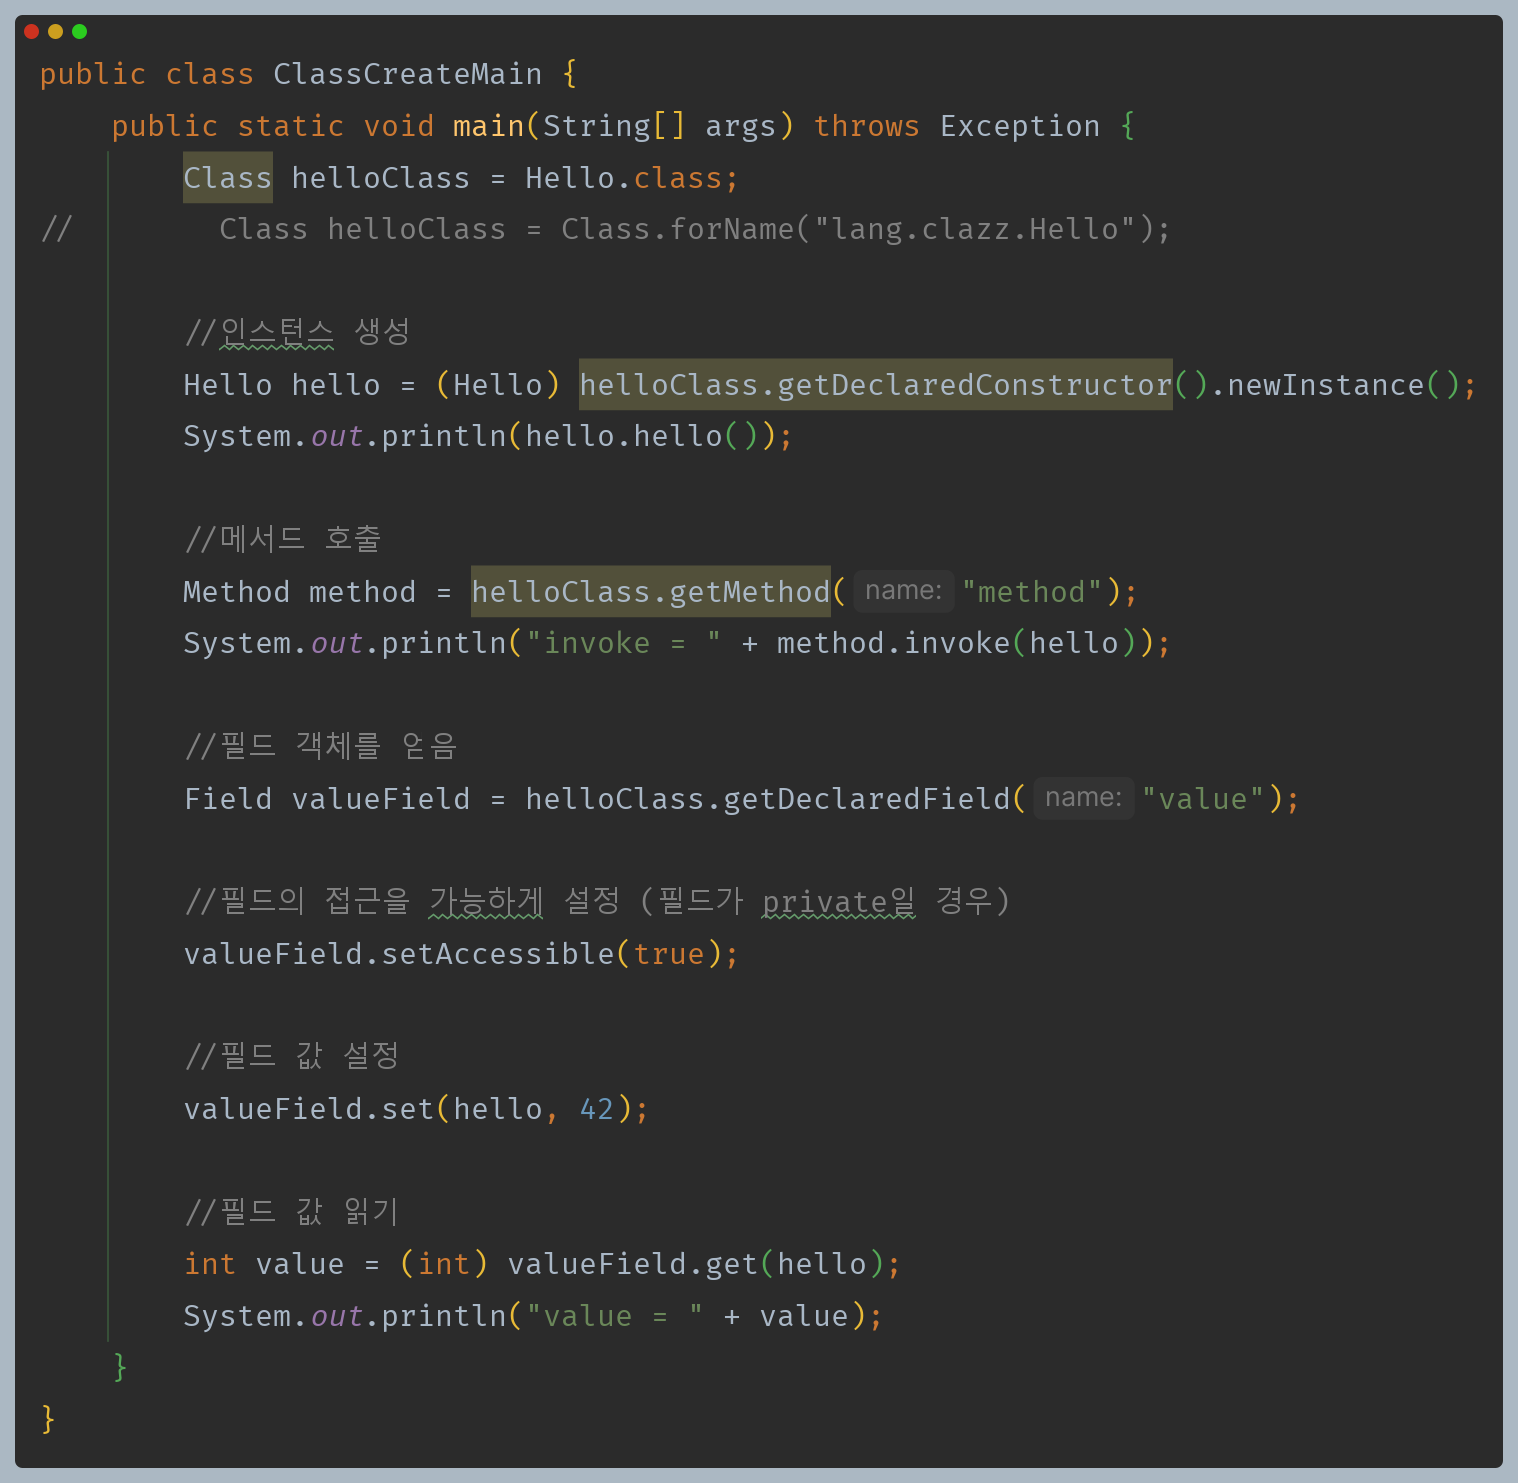 public class ClassCreateMain {
    public static void main(String[] args) throws Exception {
        Class helloClass = Hello.class;
//        Class helloClass = Class.forName("lang.clazz.Hello");
        //인스턴스 생성
        Hello hello = (Hello) helloClass.getDeclaredConstructor().newInstance();
        System.out.println(hello.hello());
        //메서드 호출
        Method method = helloClass.getMethod( name: "method");
        System.out.println("invoke = " + method.invoke(hello));
        //필드 객체를 얻음
        Field valueField = helloClass.getDeclaredField( name: "value");
        //필드의 접근을 가능하게 설정 (필드가 private일 경우)
        valueField.setAccessible(true);
        //필드 값 설정
        valueField.set(hello, 42);
        //필드 값 읽기
        int value = (int) valueField.get(hello);
        System.out.println("value = " + value);
    }
}